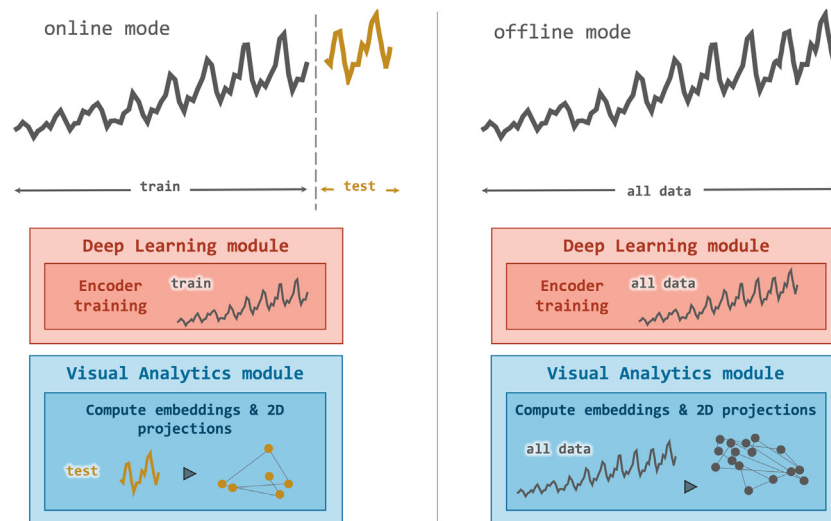 online mode
train
test
Deep Learning module
Encoder
training
train
Visual Analytics module
Compute embeddings & 2D
projections
test
offline mode
all data
Deep Learning module
Encoder
training
all data
Visual Analytics module
Compute embeddings & 2D projections
all data